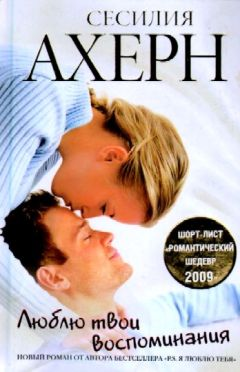 СЕСИЛИЯ
АХЕРН
ШОРТ-ЛИСТ
«РОМАНТИЧЕСКИЙ
ШЕДЕВР
2009»
Люблю твои
воспоминания
НОВЫЙ РОМАН ОТ АВТОРА БЕСТСЕЛЛЕРА «P.S. Я ЛЮБЛЮ ТЕБЯ»